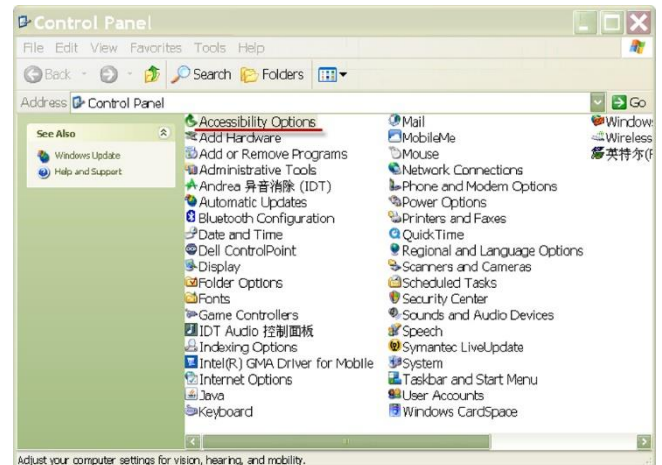 Control Panel
File Edit View Favorites Tools Help
Back Search Folders
Address Control Panel Go
See Also
Windows Update
Help and Support
Accessibility Options
Add Hardware
Add or Remove Programs
Administrative Tools
Andrea 异音消除 (IDT)
Automatic Updates
Bluetooth Configuration
Date and Time
Dell ControlPoint
Display
Folder Options
Fonts
Game Controllers
IDT Audio 控制面板
Indexing Options
Intel(R) GMA Driver for Mobile
Internet Options
Java
Keyboard
Mail
MobileMe
Mouse
Network Connections
Phone and Modem Options
Power Options
Printers and Faxes
QuickTime
Regional and Language Options
Scanners and Cameras
Scheduled Tasks
Security Center
Sounds and Audio Devices
Speech
Symantec LiveUpdate
System
Taskbar and Start Menu
User Accounts
Windows CardSpace
Window
Wireless
英特尔(
Adjust your computer settings for vision, hearing, and mobility.